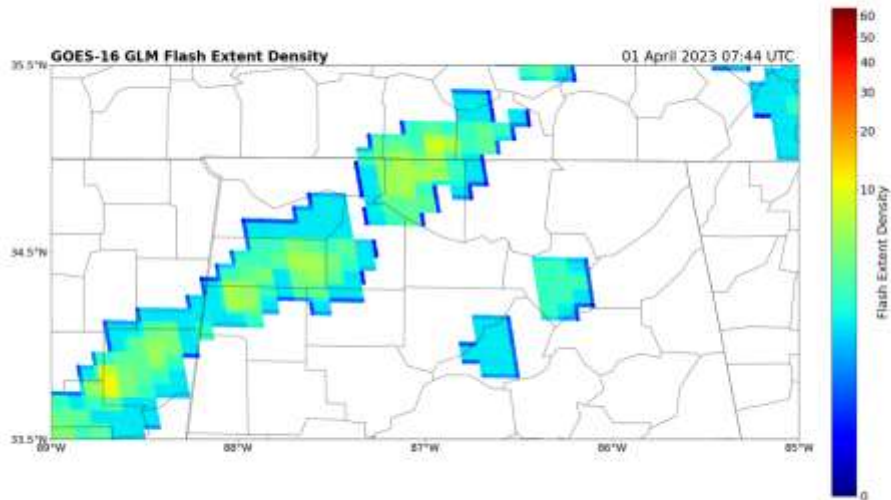 GOES-16 GLM Flash Extent Density
01 April 2023 07:44 UTC
35.5°N
34.5°N
33.5°N
89°W
88°W
87°W
86°W
85°W
60
50
40
30
20
10
0
Flash Extent Density